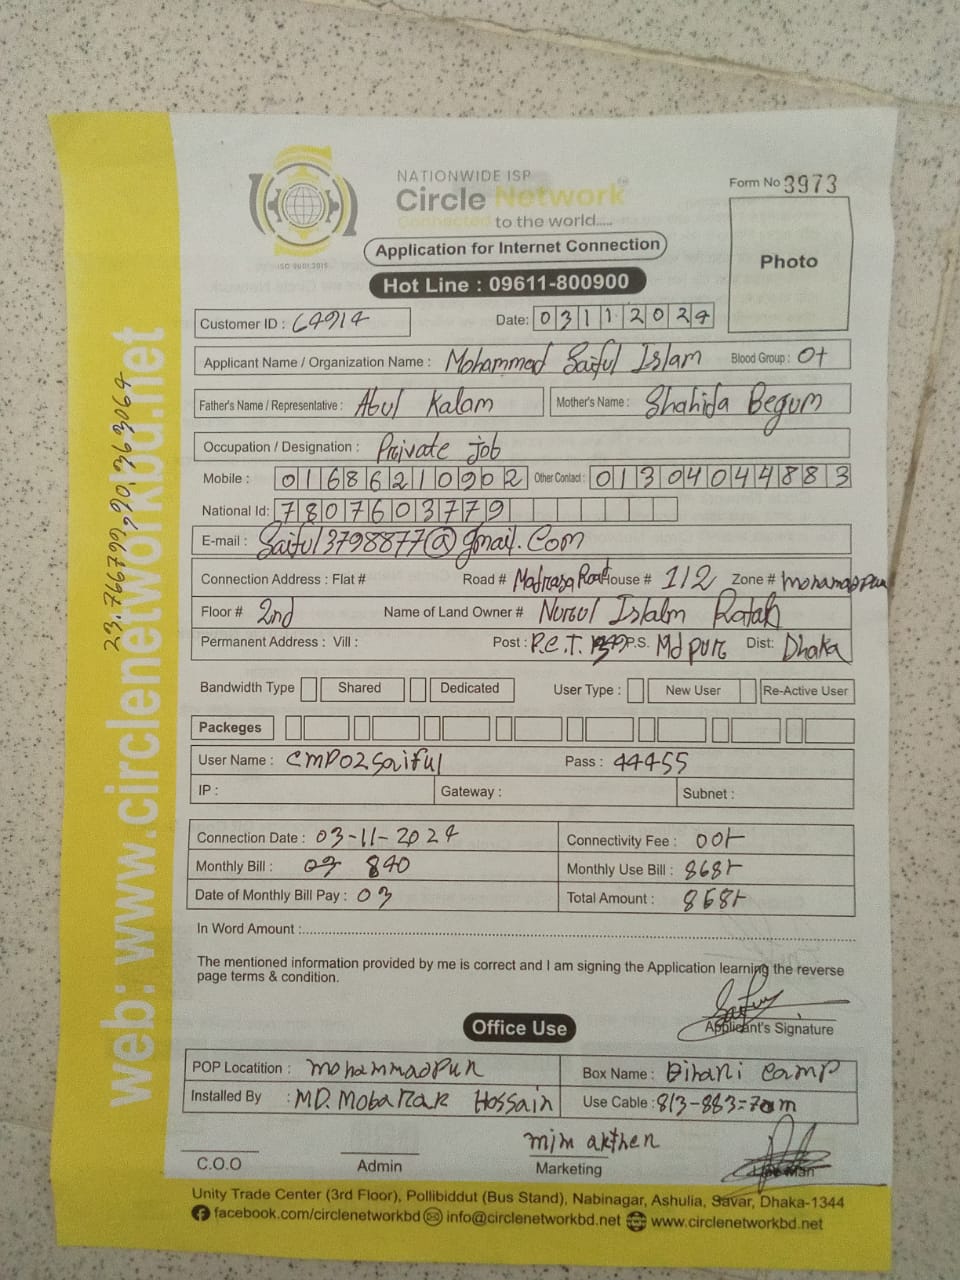 NATIONWIDE ISP
Circle Network
Connected to the world.....
ISO 9001:2015
Form No 3973
Photo
Application for Internet Connection
Hot Line : 09611-800900
Customer ID : 64914
Date: 03112024
Applicant Name / Organization Name : Mohammad Saiful Islam Blood Group : O+
Father's Name / Representative : Abul Kalam Mother's Name : Shahida Begum
Occupation / Designation : Private Job
Mobile : 01686210902 Other Contact : 01304044883
National Id: 7807603779
E-mail : Saiful3798877@gmail.com
Connection Address : Flat # Road # Madrasa Road House # 1/2 Zone # mohamadpur
Floor # 2nd Name of Land Owner # Nurul Islalm Ratan
Permanent Address : Vill : Post : P.C.T. P.S. Md pur Dist: Dhaka
Bandwidth Type Shared Dedicated User Type : New User Re-Active User
Packeges
User Name : CMP02Saiful Pass : 44455
IP : Gateway : Subnet :
Connection Date : 03-11-2024 Connectivity Fee : 00/-
Monthly Bill : 840 Monthly Use Bill : 868/-
Date of Monthly Bill Pay : 03 Total Amount : 868/-
In Word Amount :
The mentioned information provided by me is correct and I am signing the Application learning the reverse
page terms & condition.
Applicant's Signature
Office Use
POP Locatition : mohammadpur Box Name : Bihari camp
Installed By : MD. Mobarak Hossain Use Cable : 813-883=70m
mim akther
C.O.O Admin Marketing Line Man
Unity Trade Center (3rd Floor), Pollibiddut (Bus Stand), Nabinagar, Ashulia, Savar, Dhaka-1344
facebook.com/circlenetworkbd info@circlenetworkbd.net www.circlenetworkbd.net
web: www.circlenetworkbd.net